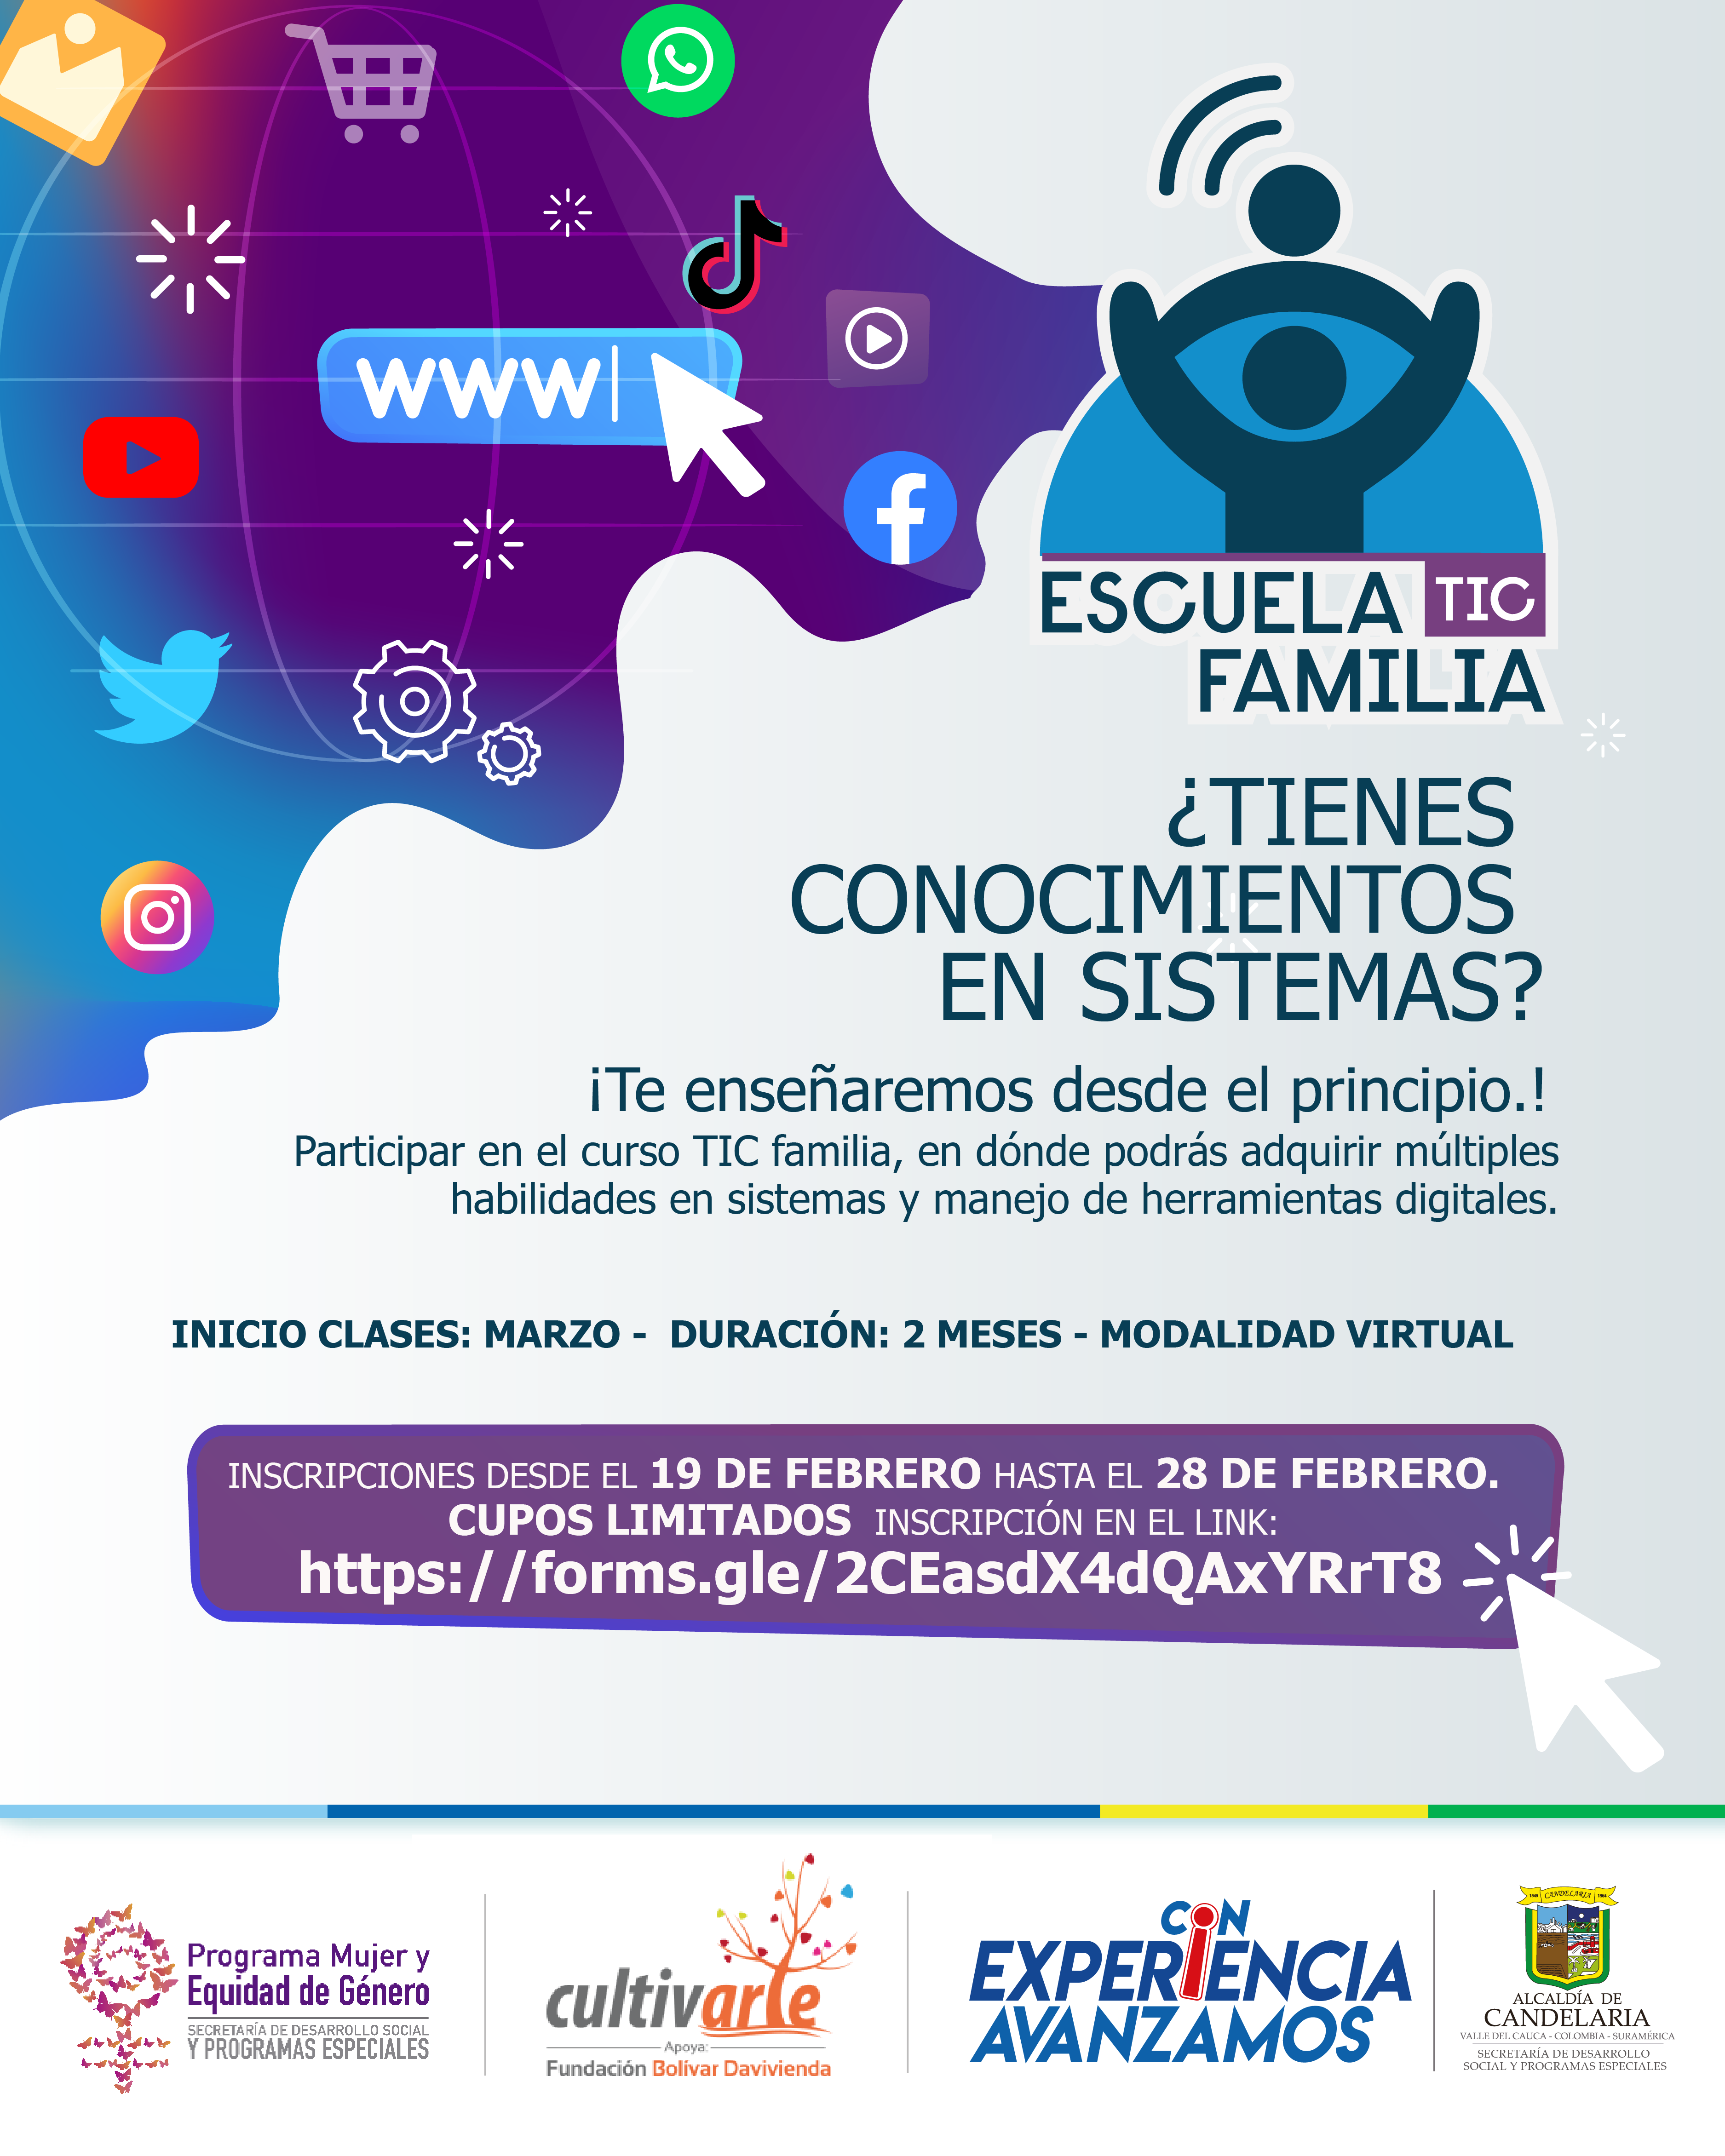 www
ESCUELA TIC
FAMILIA
¿TIENES
CONOCIMIENTOS
EN SISTEMAS?
¡Te enseñaremos desde el principio.!
Participar en el curso TIC familia, en dónde podrás adquirir múltiples
habilidades en sistemas y manejo de herramientas digitales.
INICIO CLASES: MARZO - DURACIÓN: 2 MESES - MODALIDAD VIRTUAL
INSCRIPCIONES DESDE EL 19 DE FEBRERO HASTA EL 28 DE FEBRERO.
CUPOS LIMITADOS INSCRIPCIÓN EN EL LINK:
https://forms.gle/2CEasdX4dQAxYRrT8
Programa Mujer y
Equidad de Género
SECRETARÍA DE DESARROLLO SOCIAL
Y PROGRAMAS ESPECIALES
cultivarte
Apoya:
Fundación Bolívar Davivienda
CON
EXPERIENCIA
AVANZAMOS
1545 CANDELARIA 1864
ALCALDÍA DE
CANDELARIA
VALLE DEL CAUCA - COLOMBIA - SURAMÉRICA
SECRETARÍA DE DESARROLLO
SOCIAL Y PROGRAMAS ESPECIALES